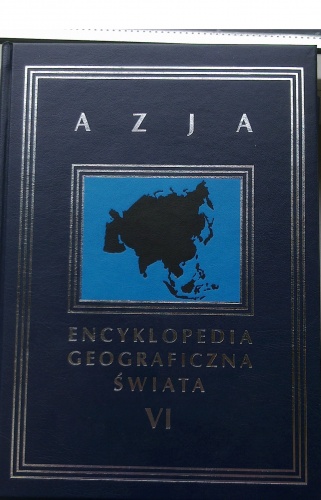 AZJA
ENCYKLOPEDIA
GEOGRAFICZNA
ŚWIATA
VI